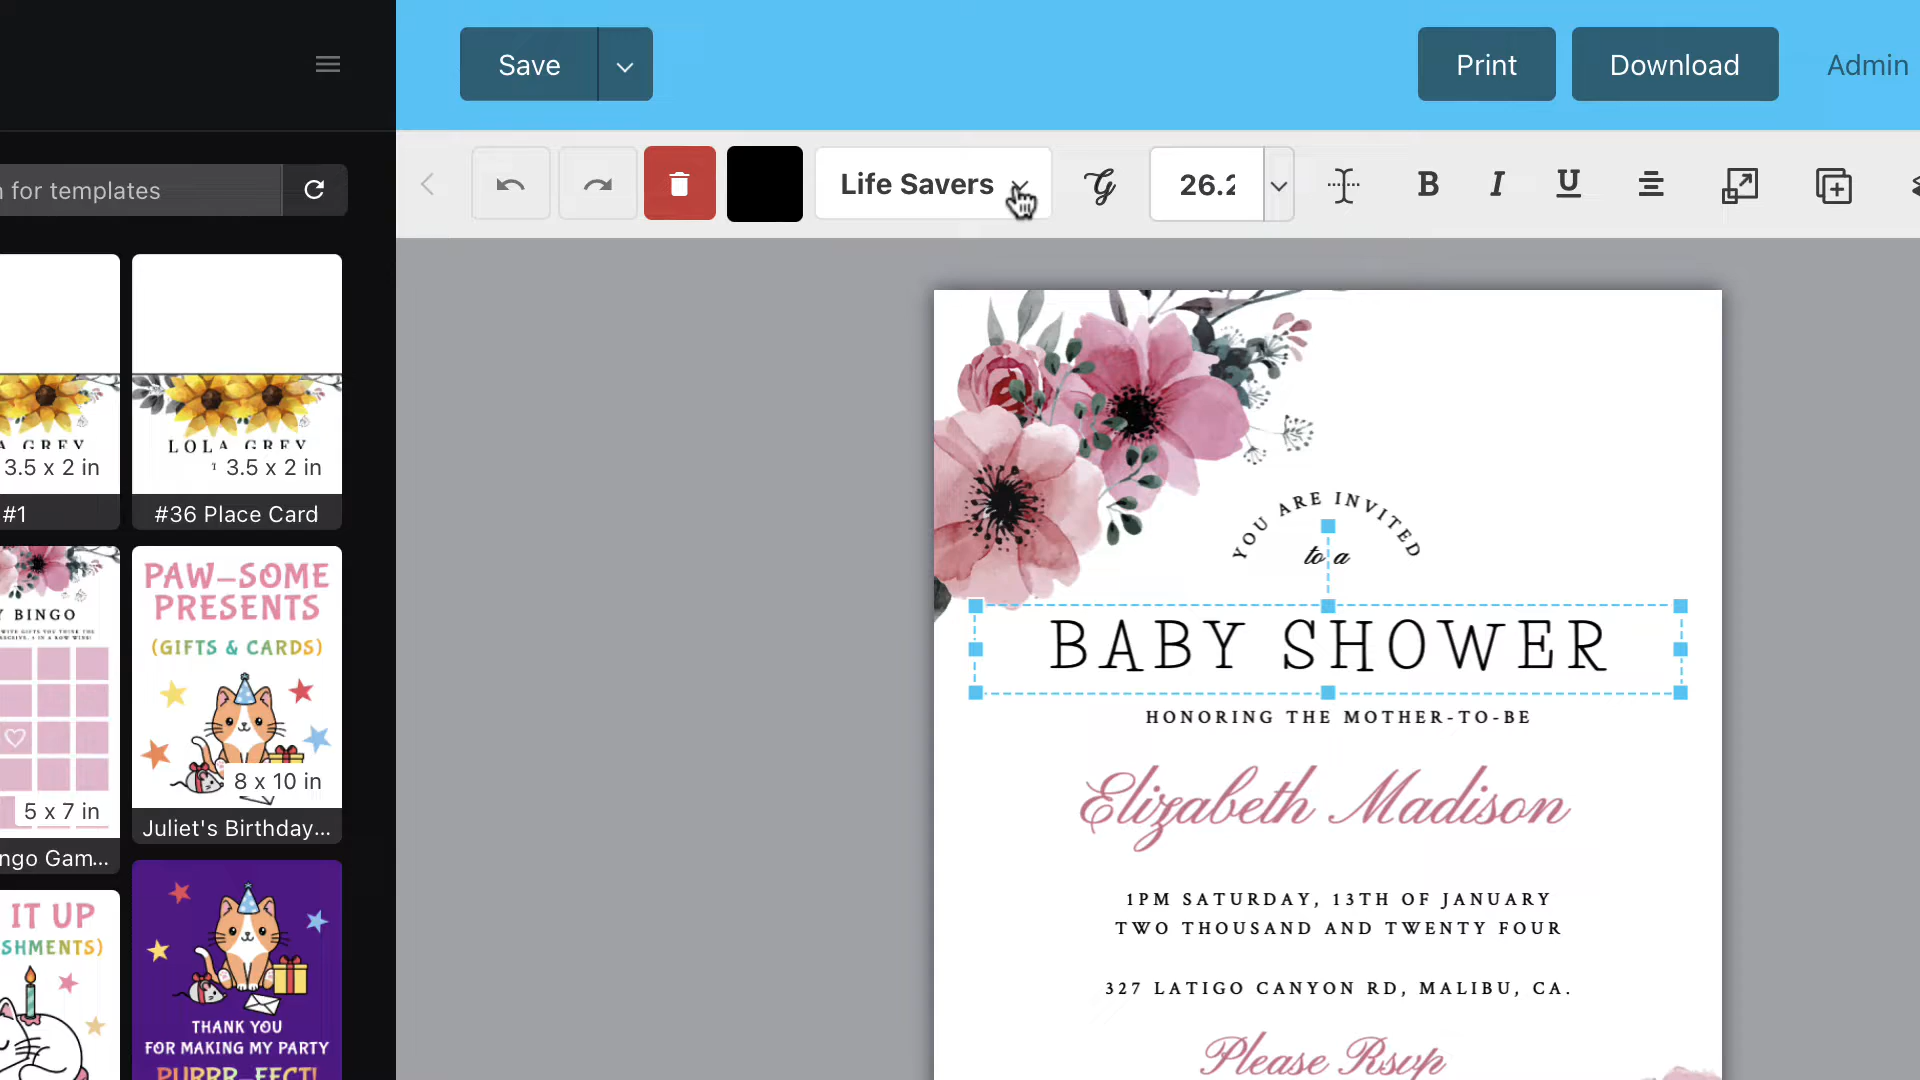 Save
Print
Download
Admin
for templates
Life Savers
26.2
B
I
U
LOLA GREY
3.5 x 2 in
3.5 x 2 in
#1
#36 Place Card
BINGO
5 x 7 in
PAW-SOME
PRESENTS
(GIFTS & CARDS)
8 x 10 in
Juliet's Birthday...
IT UP
THANK YOU
FOR MAKING MY PARTY
PURRR-FECT!
YOU ARE INVITED
to a
BABY SHOWER
HONORING THE MOTHER-TO-BE
Elizabeth Madison
1PM SATURDAY, 13TH OF JANUARY
TWO THOUSAND AND TWENTY FOUR
327 LATIGO CANYON RD, MALIBU, CA.
Please Rsvp